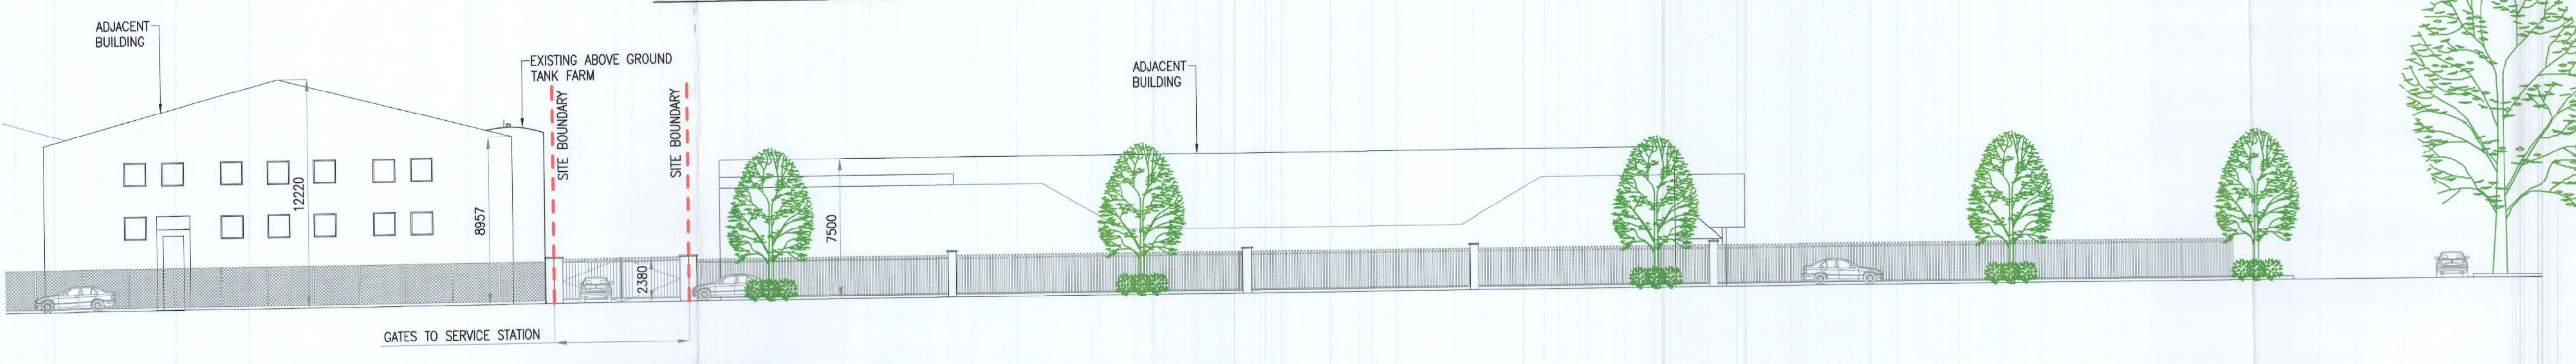 ADJACENT
BUILDING
EXISTING ABOVE GROUND
TANK FARM
SITE BOUNDARY
SITE BOUNDARY
ADJACENT
BUILDING
12220
8957
7500
2380
GATES TO SERVICE STATION